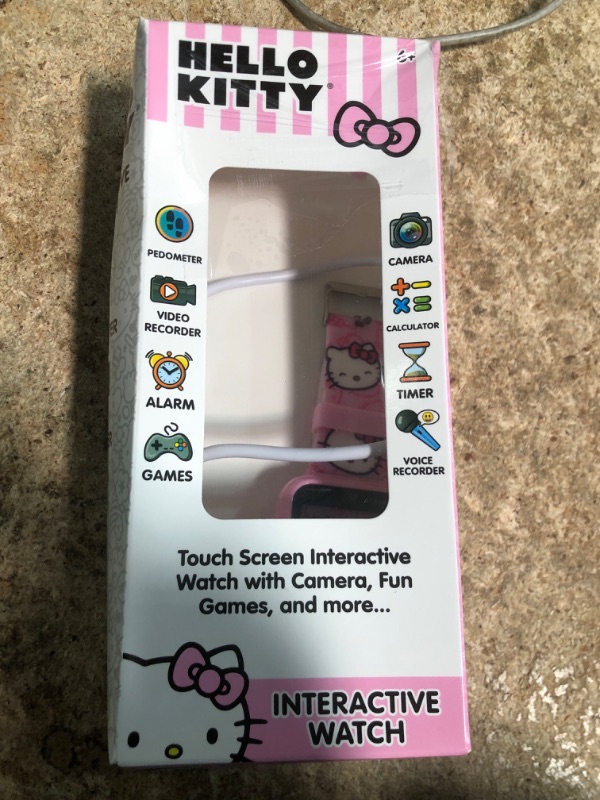 HELLO
KITTY®
6+
PEDOMETER
VIDEO
RECORDER
ALARM
GAMES
CAMERA
CALCULATOR
TIMER
VOICE
RECORDER
Touch Screen Interactive
Watch with Camera, Fun
Games, and more...
INTERACTIVE
WATCH